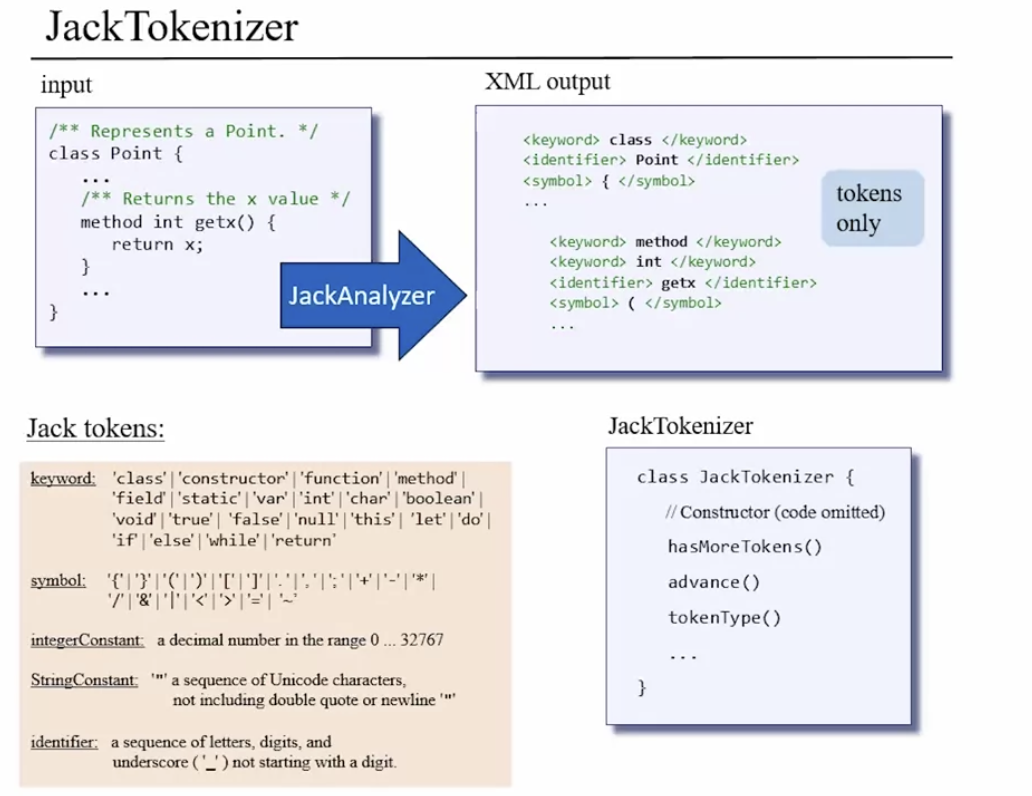 JackTokenizer
input
/** Represents a Point. */
class Point {
...
/** Returns the x value */
method int getx() {
return x;
}
...
}
JackAnalyzer
XML output
<keyword> class </keyword>
<identifier> Point </identifier>
<symbol> { </symbol>
...
<keyword> method </keyword>
<keyword> int </keyword>
<identifier> getx </identifier>
<symbol> ( </symbol>
...
tokens
only
Jack tokens:
keyword: 'class'|'constructor'|'function'|'method'|
'field'|'static'|'var'|'int'|'char'|'boolean'|
'void'|'true'| 'false'|'null'|'this'| 'let'|'do'|
'if'|'else'|'while'|'return'
symbol: '{'|'}'|'('|')'|'['|']'|'.'|','|';'|'+'|'-'|'*'|
'/'|'&'|'|'|'<'|'>'|'='| '~'
integerConstant: a decimal number in the range 0 ... 32767
StringConstant: '"' a sequence of Unicode characters,
not including double quote or newline '"'
identifier: a sequence of letters, digits, and
underscore ( '_' ) not starting with a digit.
JackTokenizer
class JackTokenizer {
// Constructor (code omitted)
hasMoreTokens()
advance()
tokenType()
...
}